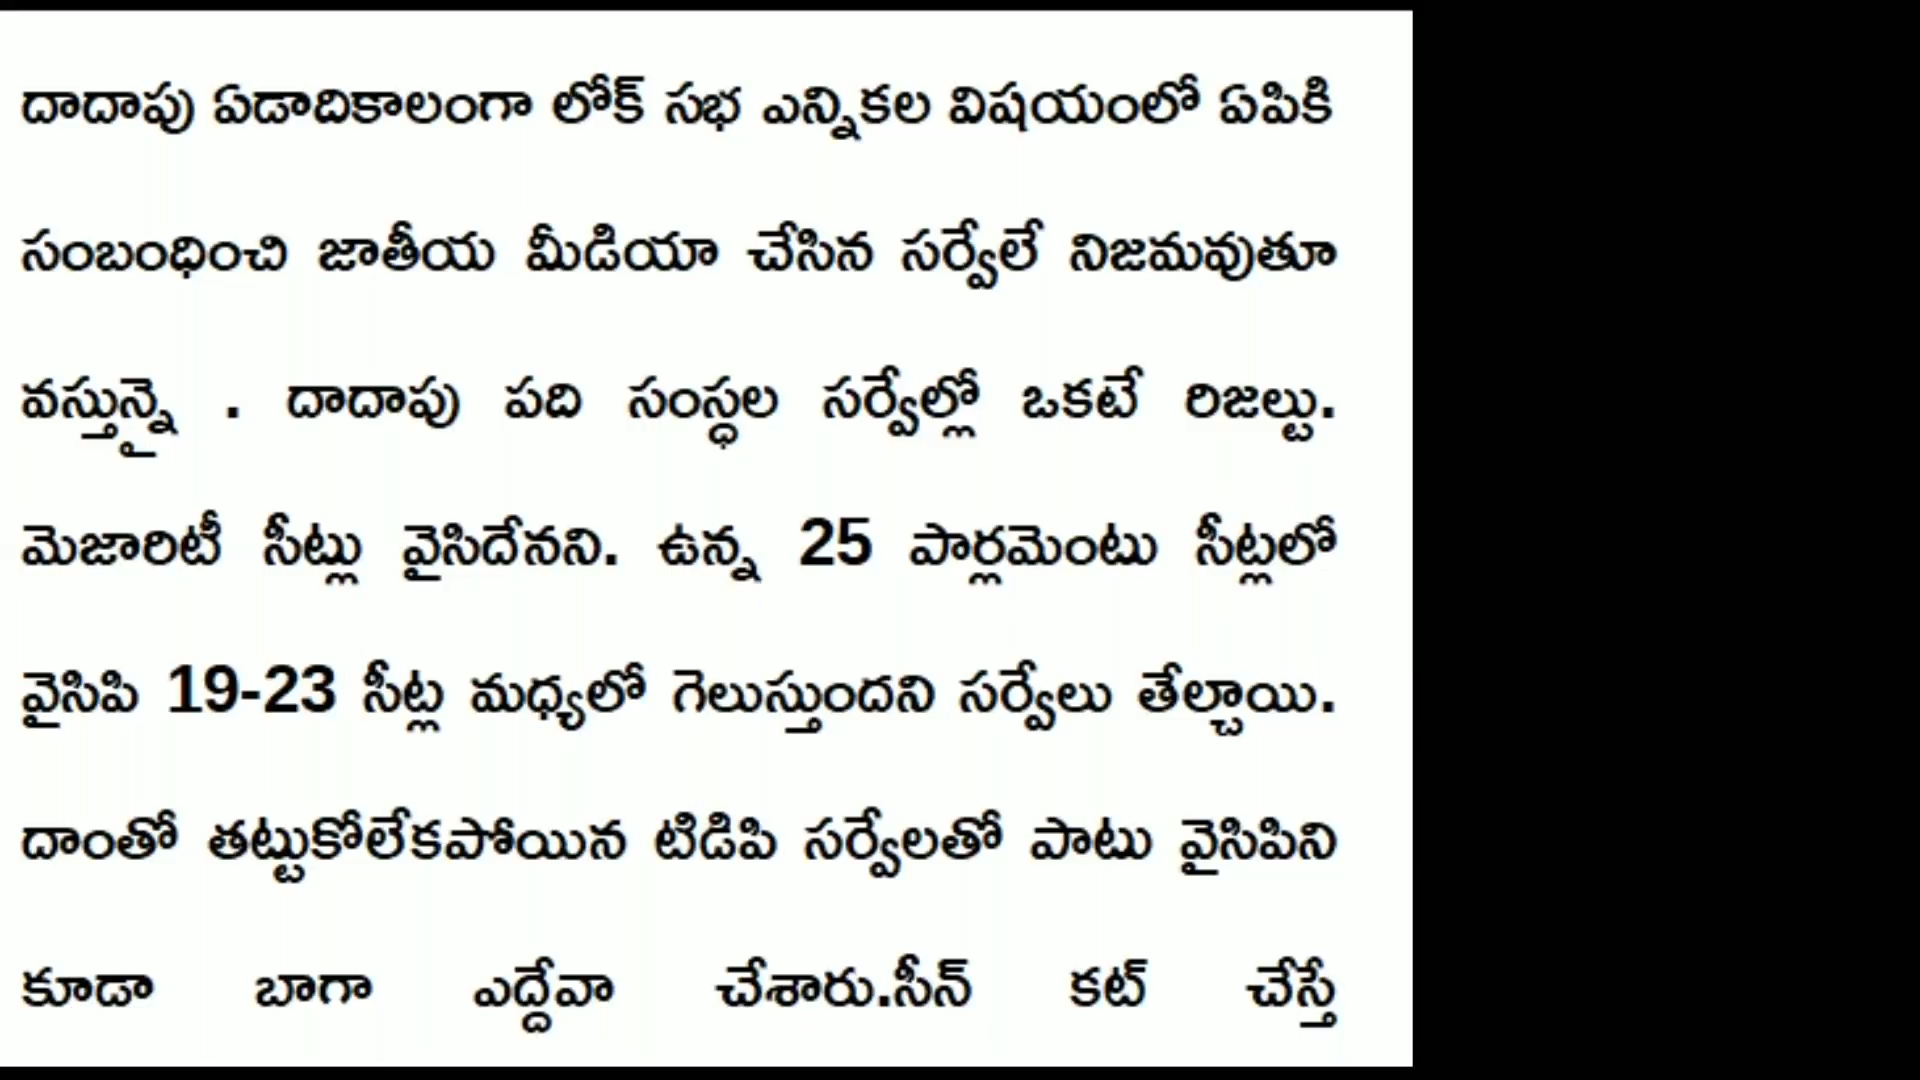 దాదాపు ఏడాదికాలంగా లోక్ సభ ఎన్నికల విషయంలో ఏపికి
సంబంధించి జాతీయ మీడియా చేసిన సర్వేలే నిజమవుతూ
వస్తున్నై . దాదాపు పది సంస్థల సర్వేల్లో ఒకటే రిజల్టు.
మెజారిటీ సీట్లు వైసిదేనని. ఉన్న 25 పార్లమెంటు సీట్లలో
వైసిపి 19-23 సీట్ల మధ్యలో గెలుస్తుందని సర్వేలు తేల్చాయి.
దాంతో తట్టుకోలేకపోయిన టిడిపి సర్వేలతో పాటు వైసిపిని
కూడా బాగా ఎద్దేవా చేశారు.సీన్ కట్ చేస్తే